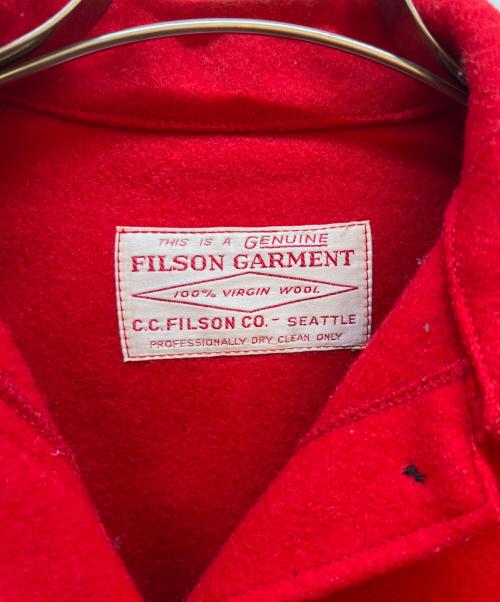 THIS IS A GENUINE
FILSON GARMENT
100% VIRGIN WOOL
C.C.FILSON CO. - SEATTLE
PROFESSIONALLY DRY CLEAN ONLY